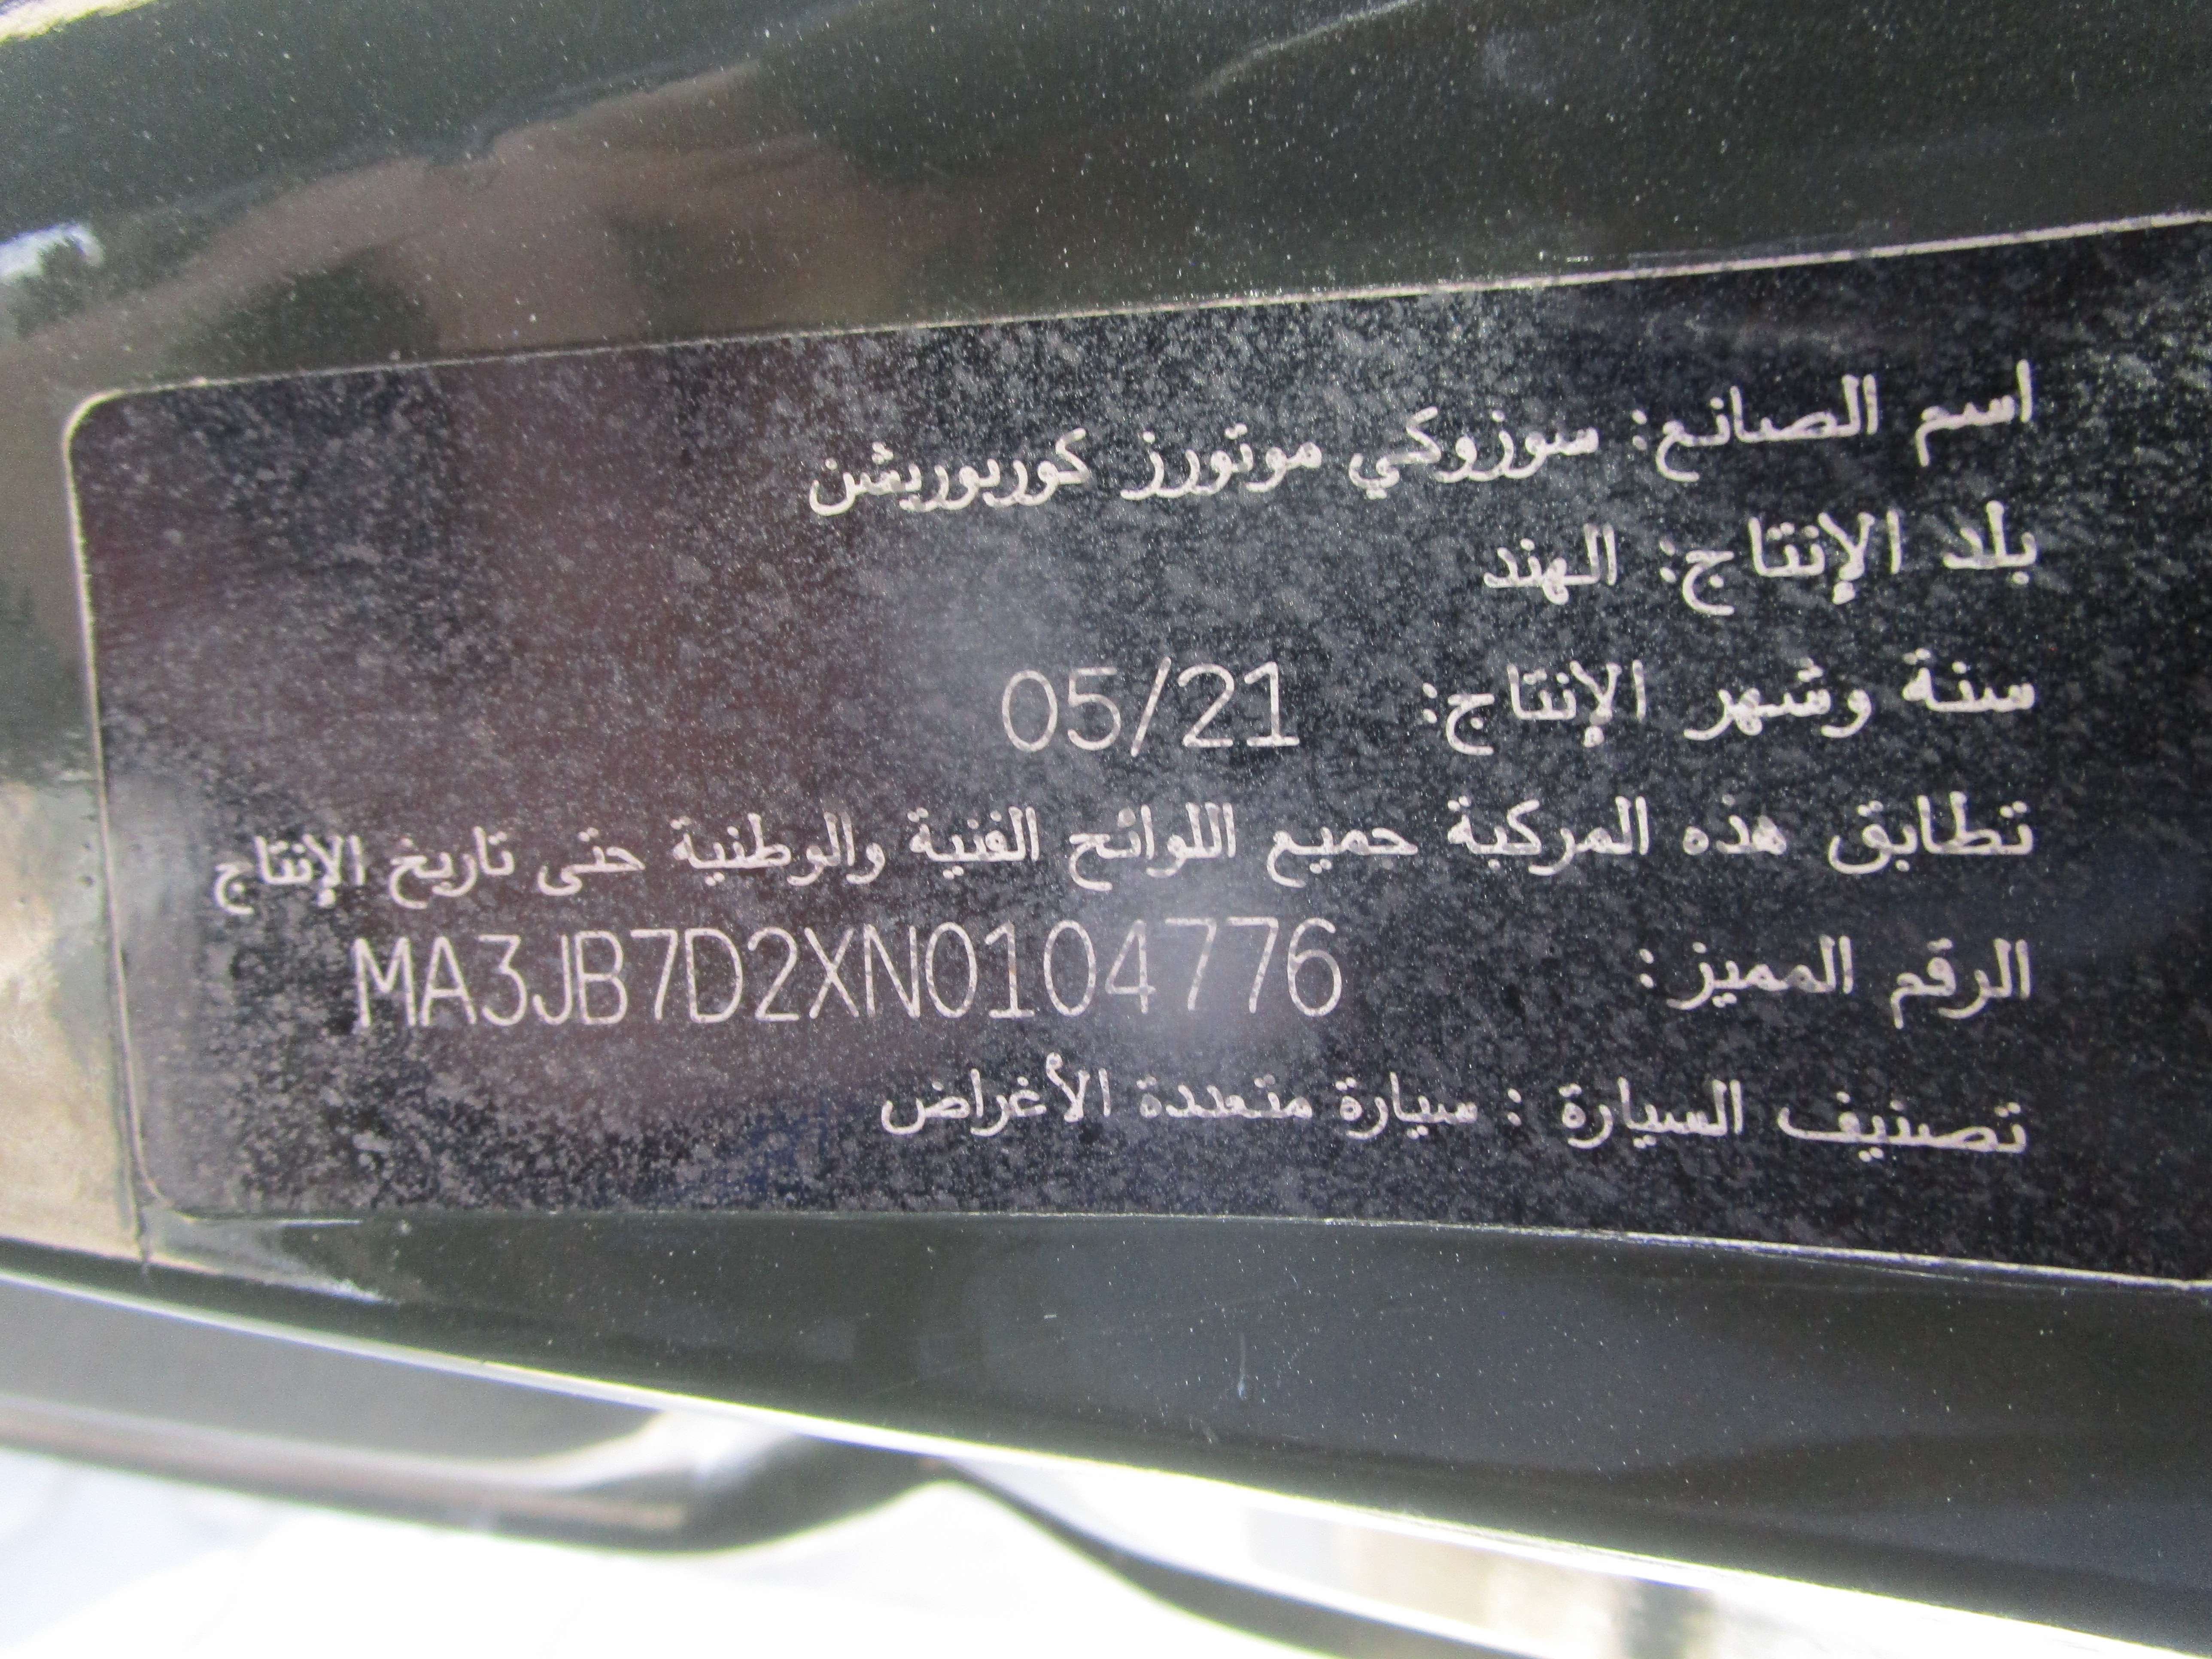 اسم الصانع: سوزوكي موتورز كوربوريشن
بلد الإنتاج: الهند
سنة وشهر الإنتاج: 05/21
تطابق هذه المركبة جميع اللوائح الفنية والوطنية حتى تاريخ الإنتاج
الرقم المميز: MA3JB7D2XN0104776
تصنيف السيارة : سيارة متعددة الأغراض